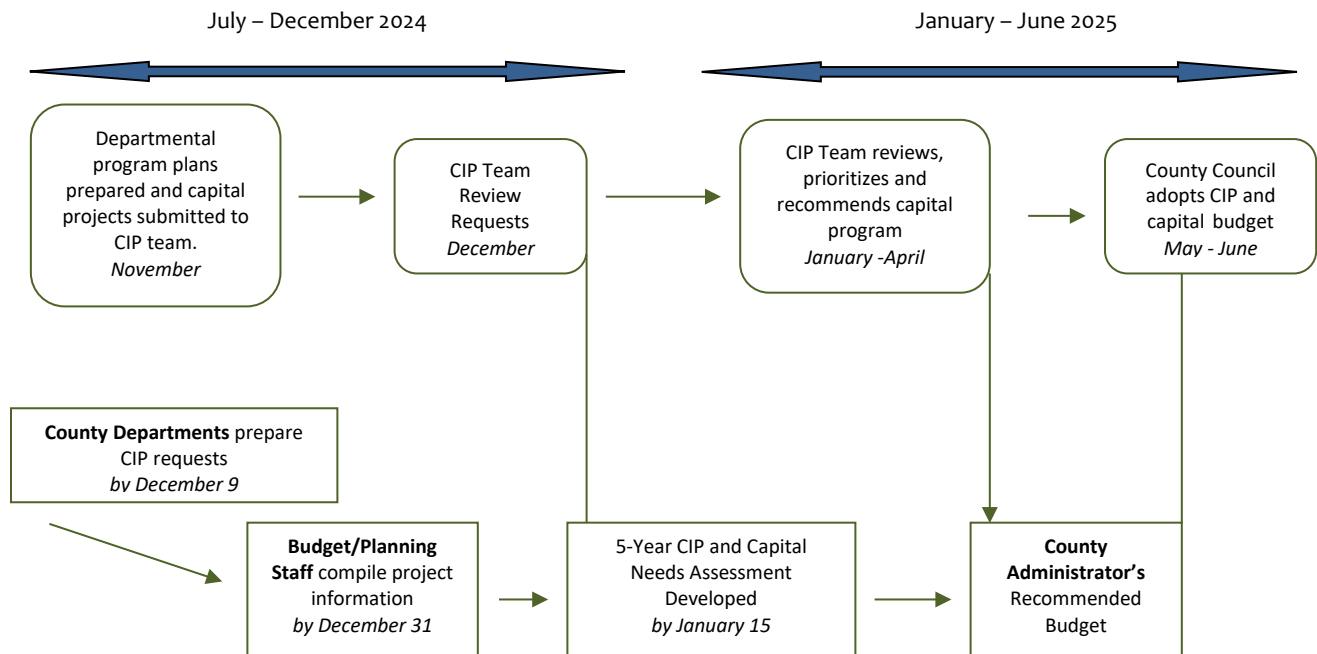 July – December 2024
January – June 2025
Departmental
program plans
prepared and capital
projects submitted to
CIP team.
November
CIP Team
Review
Requests
December
CIP Team reviews,
prioritizes and
recommends capital
program
January -April
County Council
adopts CIP and
capital budget
May - June
County Departments prepare
CIP requests
by December 9
Budget/Planning
Staff compile project
information
by December 31
5-Year CIP and Capital
Needs Assessment
Developed
by January 15
County
Administrator's
Recommended
Budget